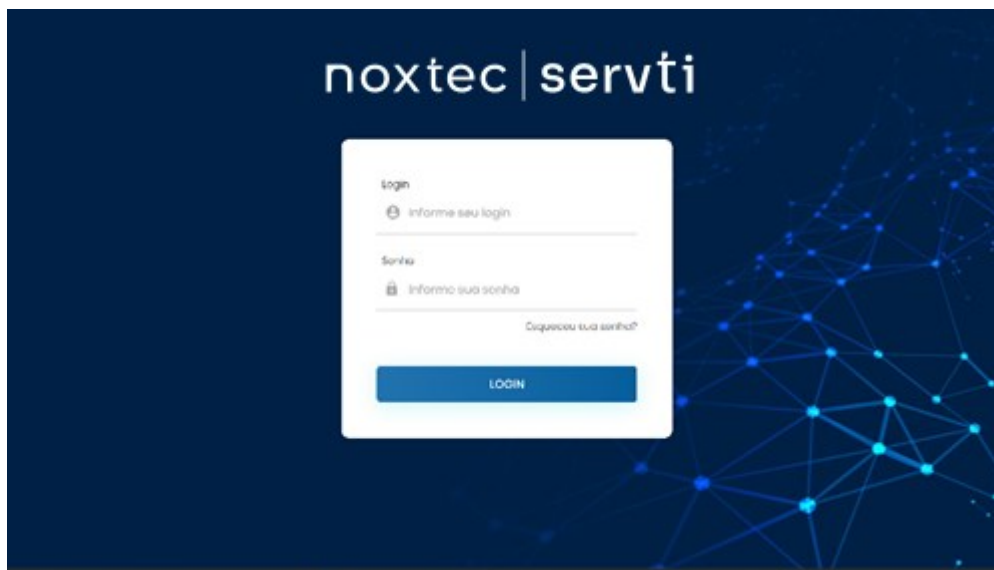 noxtec | servti
Login
Informe seu login
Senha
Informe sua senha
Esqueceu sua senha?
LOGIN